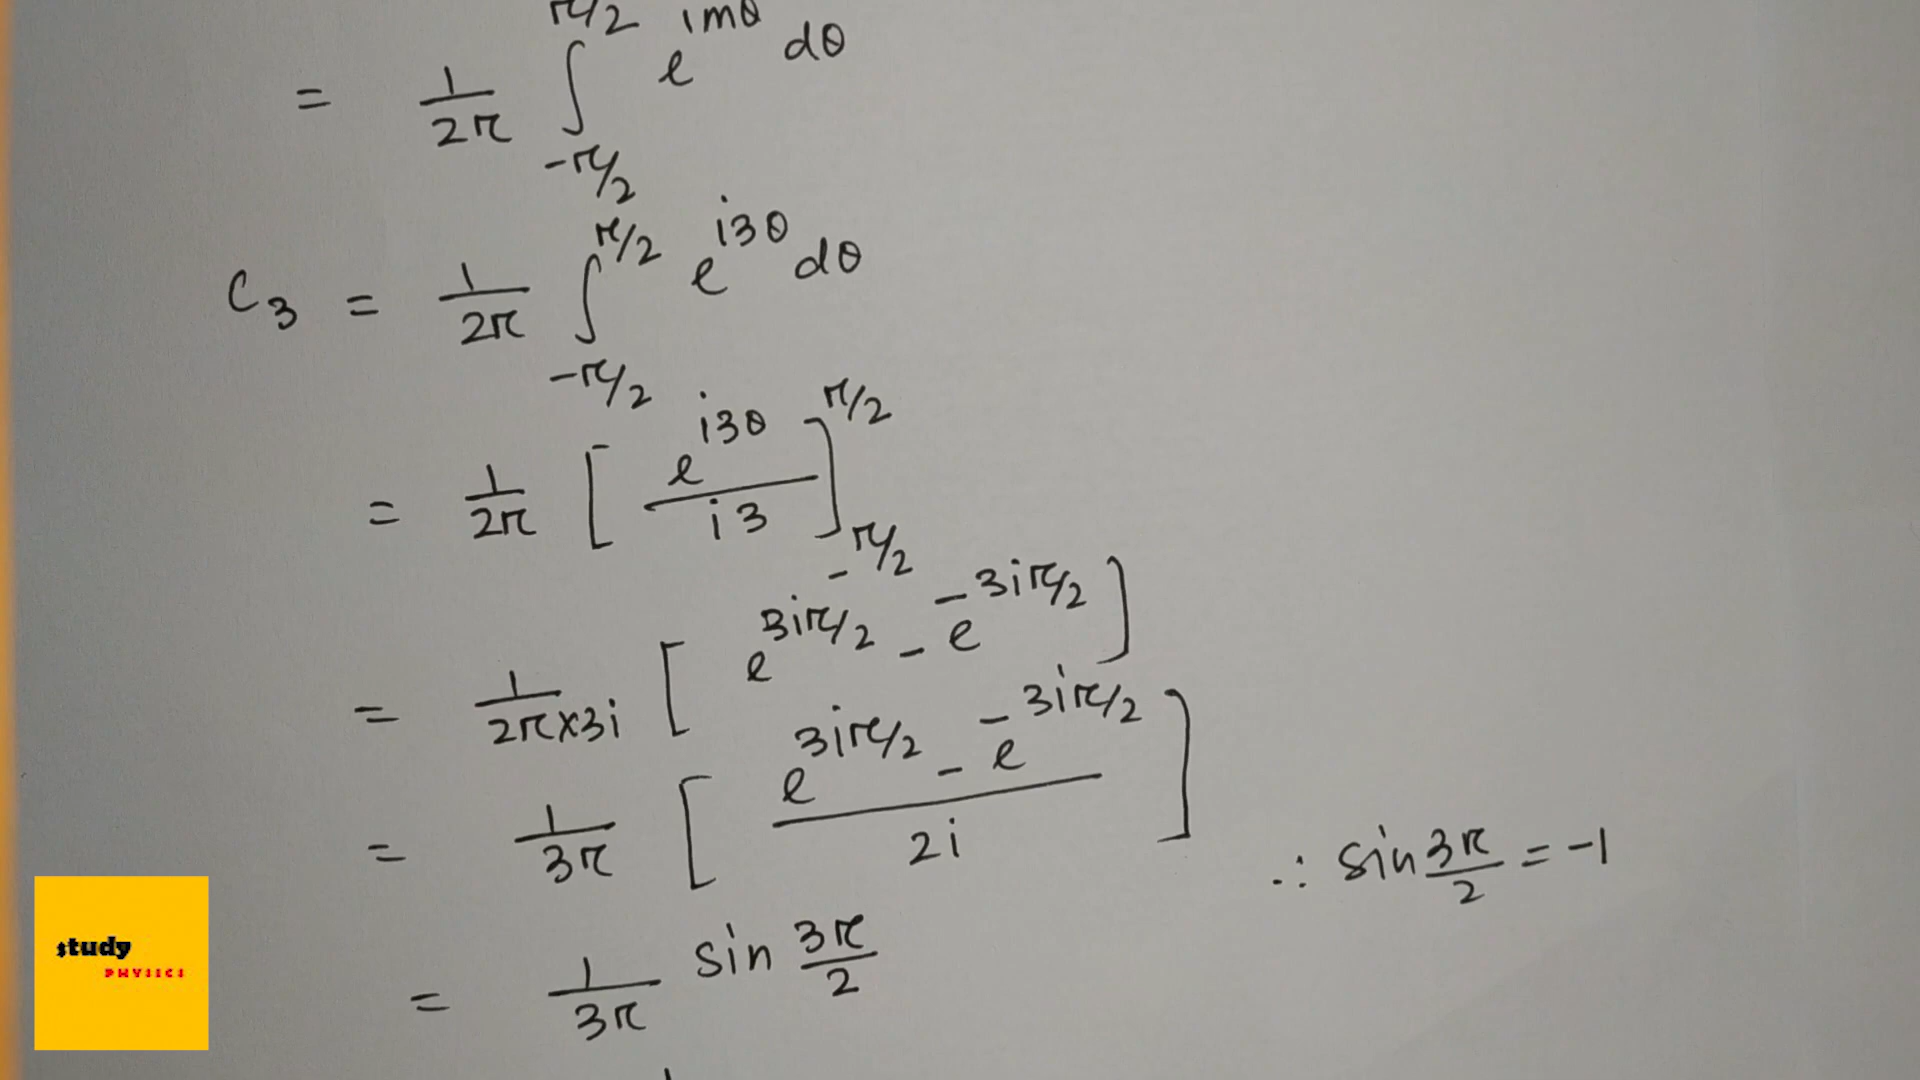 = 1/2π ∫_{-π/2}^{π/2} e^{imθ} dθ
C₃ = 1/2π ∫_{-π/2}^{π/2} e^{i3θ} dθ
= 1/2π [ e^{i3θ} / i3 ]_{-π/2}^{π/2}
= 1/2π×3i [ e^{3iπ/2} - e^{-3iπ/2} ]
= 1/3π [ e^{3iπ/2} - e^{-3iπ/2} / 2i ]
∴ sin 3π/2 = -1
= 1/3π sin 3π/2
study
PHYSICS